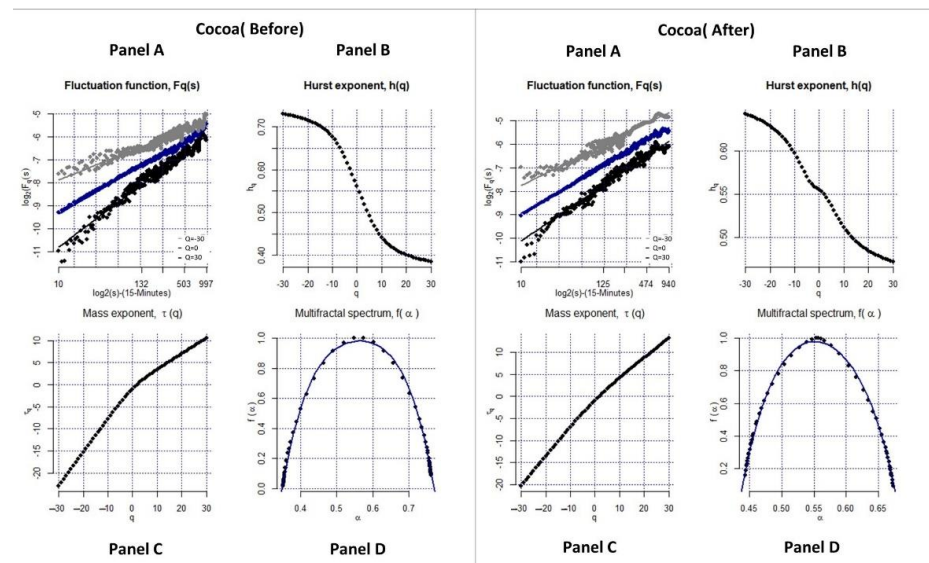 Cocoa( Before)
Panel A
Panel B
Fluctuation function, Fq(s)
Hurst exponent, h(q)
log2(Fq(s))
-5
-6
-7
-8
-9
-10
-11
Q=-30
Q=0
Q=30
10
132
503
997
log2(s)-(15-Minutes)
hq
0.70
0.60
0.50
0.40
-30
-20
-10
0
10
20
30
q
Mass exponent, τ (q)
Multifractal spectrum, f( α )
τq
10
5
0
-5
-10
-15
-20
−30
−20
−10
0
10
20
30
q
f (α)
1.0
0.8
0.6
0.4
0.2
0.0
0.4
0.5
0.6
0.7
α
Panel C
Panel D
Cocoa( After)
Panel A
Panel B
Fluctuation function, Fq(s)
Hurst exponent, h(q)
log2(Fq(s))
-5
-6
-7
-8
-9
-10
-11
Q=-30
Q=0
Q=30
10
125
474
940
log2(s)-(15-Minutes)
hq
0.60
0.55
0.50
-30
-20
-10
0
10
20
30
q
Mass exponent, τ (q)
Multifractal spectrum, f( α )
τq
10
5
0
-5
-10
-15
-20
−30
−20
−10
0
10
20
30
q
f (α)
1.0
0.8
0.6
0.4
0.2
0.0
0.45
0.50
0.55
0.60
0.65
α
Panel C
Panel D